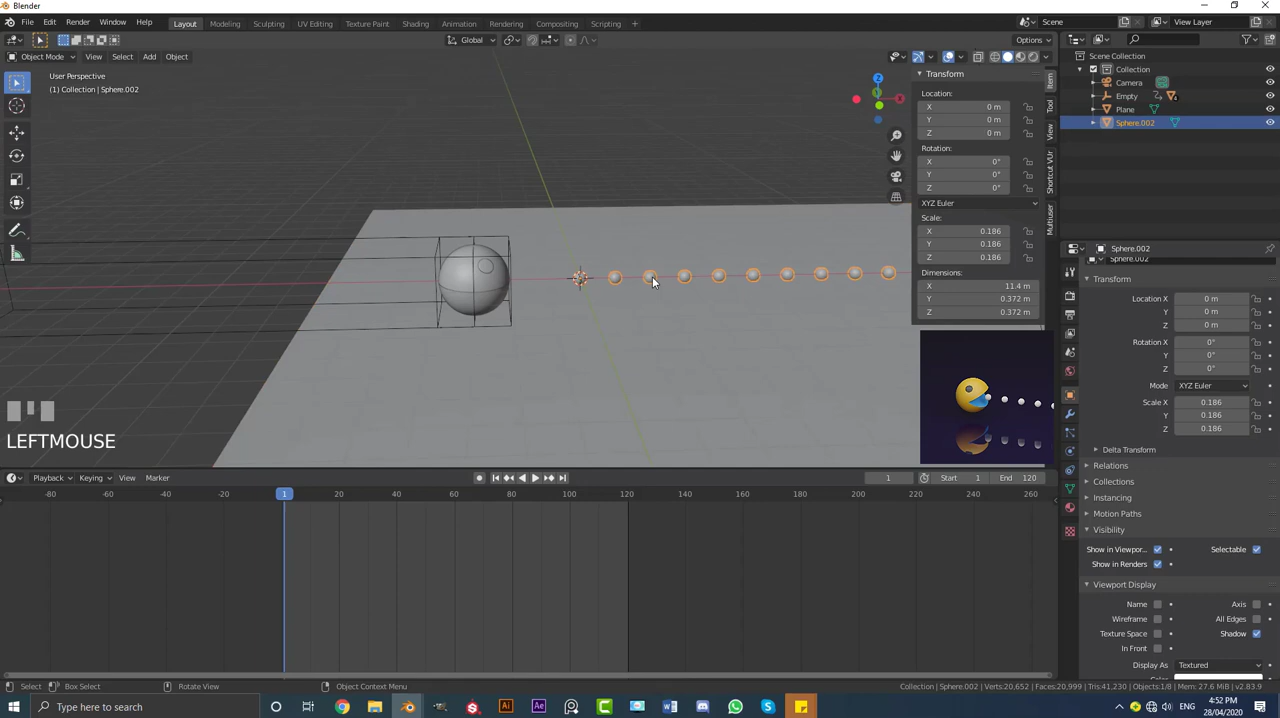 Blender
File Edit Render Window Help Layout Modeling Sculpting UV Editing Texture Paint Shading Animation Rendering Compositing Scripting + Scene View Layer
Global Options
Object Mode View Select Add Object
User Perspective
(1) Collection | Sphere.002
Z
Y
X
Transform
Location:
X 0 m
Y 0 m
Z 0 m
Rotation:
X 0°
Y 0°
Z 0°
XYZ Euler
Scale:
X 0.186
Y 0.186
Z 0.186
Dimensions:
X 11.4 m
Y 0.372 m
Z 0.372 m
Item
Tool
View
Shortcut VUr
Multiuser
Scene Collection
Collection
Camera
Empty
Plane
Sphere.002
Sphere.002
Sphere.002
Transform
Location X 0 m
Y 0 m
Z 0 m
Rotation X 0°
Y 0°
Z 0°
Mode XYZ Euler
Scale X 0.186
Y 0.186
Z 0.186
Delta Transform
Relations
Collections
Instancing
Motion Paths
Visibility
Show in Viewpor... Selectable
Show in Renders
Viewport Display
Name Axis
Wireframe All Edges
Texture Space Shadow
In Front
Display As Textured
LEFTMOUSE
Playback Keying View Marker 1 Start 1 End 120
-80 -60 -40 -20 1 20 40 60 80 100 120 140 160 180 200 220 240 260
Select Box Select Rotate View Object Context Menu Collection | Sphere.002 | Verts:20,652 | Faces:20,999 | Tris:41,230 | Objects:1/8 | Mem: 27.6 MiB | v2.83.9
Type here to search
4:52 PM
28/04/2020